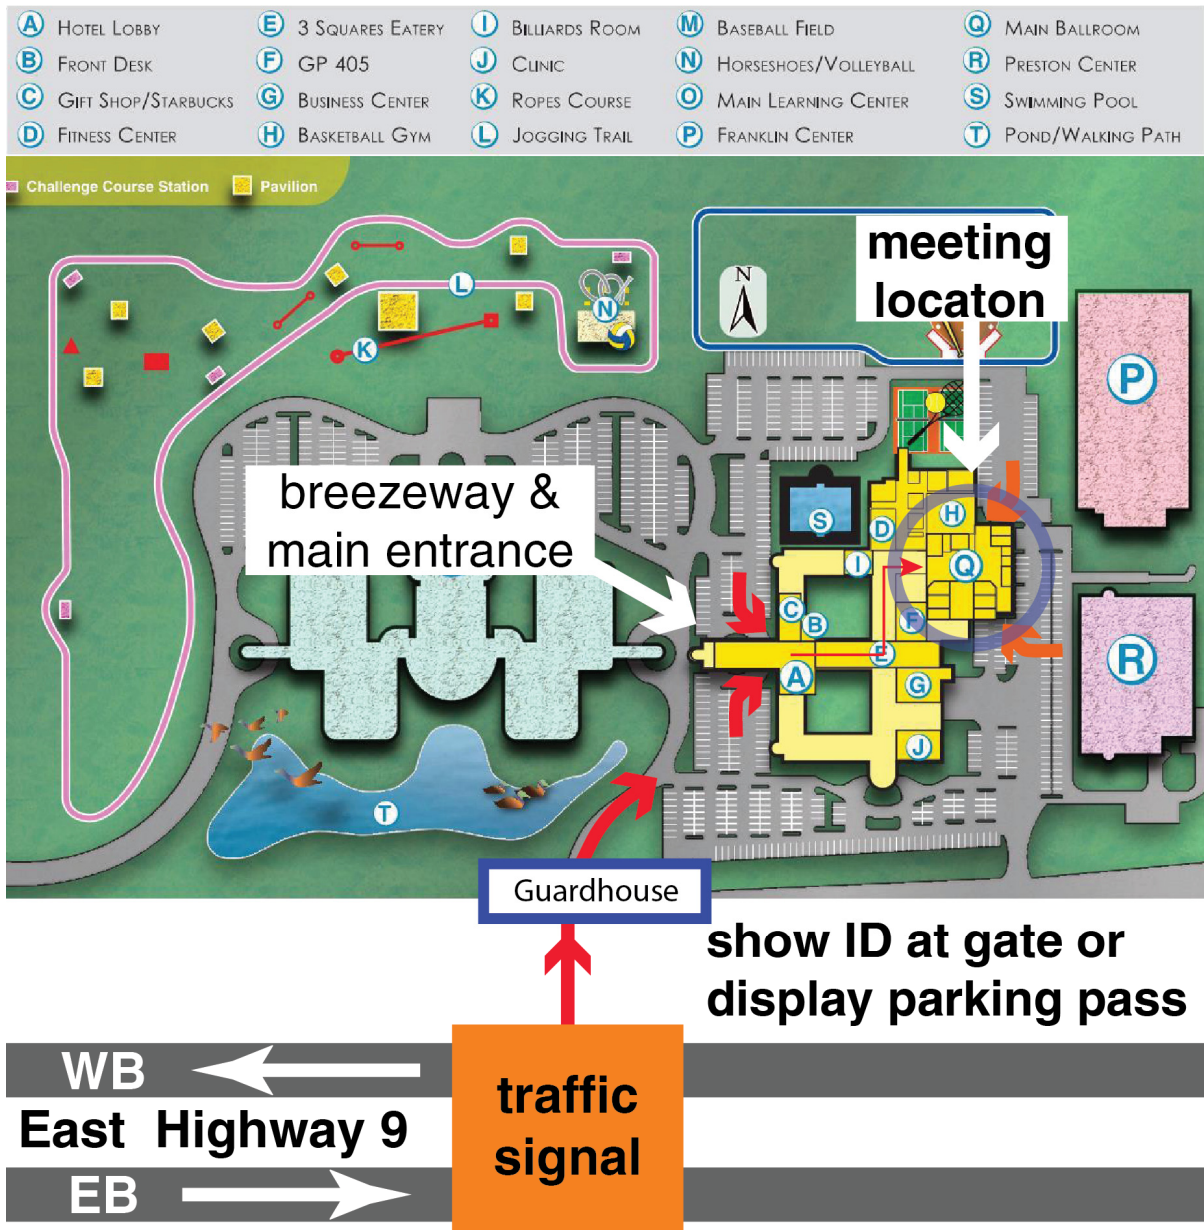 A HOTEL LOBBY
B FRONT DESK
C GIFT SHOP/STARBUCKS
D FITNESS CENTER
E 3 SQUARES EATERY
F GP 405
G BUSINESS CENTER
H BASKETBALL GYM
I BILLIARDS ROOM
J CLINIC
K ROPES COURSE
L JOGGING TRAIL
M BASEBALL FIELD
N HORSESHOES/VOLLEYBALL
O MAIN LEARNING CENTER
P FRANKLIN CENTER
Q MAIN BALLROOM
R PRESTON CENTER
S SWIMMING POOL
T POND/WALKING PATH
Challenge Course Station
Pavilion
meeting
locaton
N
L
N
K
P
breezeway &
main entrance
S
D
H
I
Q
C
B
F
E
A
G
R
J
T
Guardhouse
show ID at gate or
display parking pass
WB
East Highway 9
EB
traffic
signal